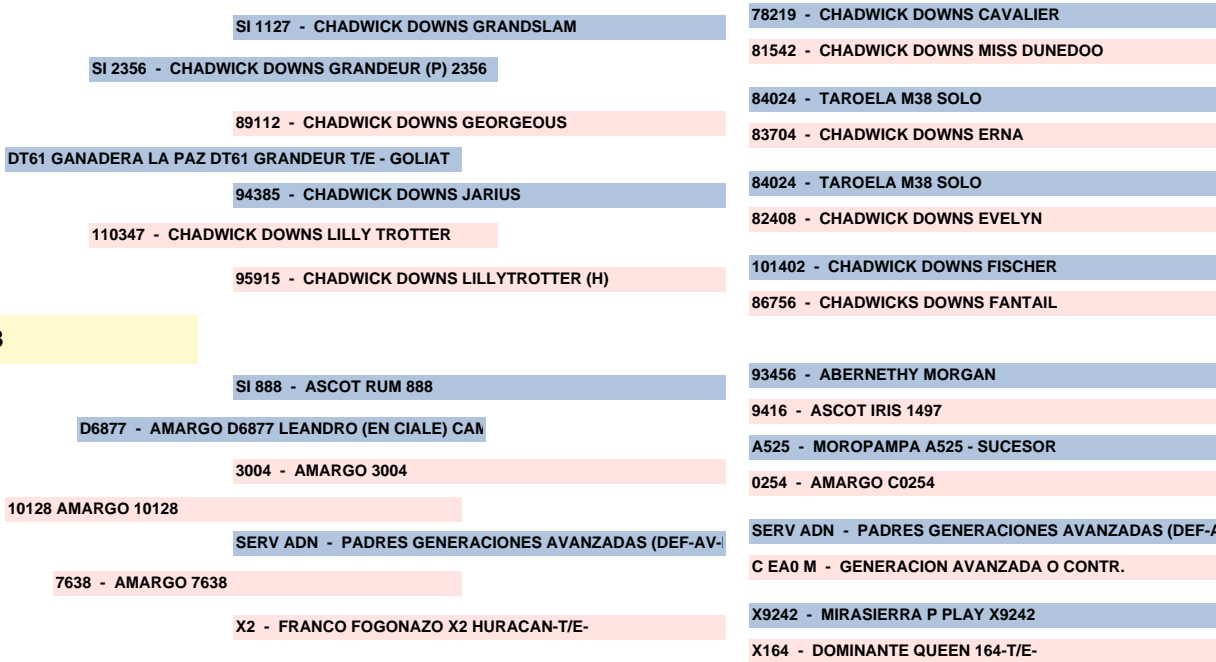 78219 - CHADWICK DOWNS CAVALIER
SI 1127 - CHADWICK DOWNS GRANDSLAM
81542 - CHADWICK DOWNS MISS DUNEDOO
SI 2356 - CHADWICK DOWNS GRANDEUR (P) 2356
84024 - TAROELA M38 SOLO
89112 - CHADWICK DOWNS GEORGEOUS
83704 - CHADWICK DOWNS ERNA
DT61 GANADERA LA PAZ DT61 GRANDEUR T/E - GOLIAT
84024 - TAROELA M38 SOLO
94385 - CHADWICK DOWNS JARIUS
82408 - CHADWICK DOWNS EVELYN
110347 - CHADWICK DOWNS LILLY TROTTER
101402 - CHADWICK DOWNS FISCHER
95915 - CHADWICK DOWNS LILLYTROTTER (H)
86756 - CHADWICKS DOWNS FANTAIL
93456 - ABERNETHY MORGAN
SI 888 - ASCOT RUM 888
9416 - ASCOT IRIS 1497
D6877 - AMARGO D6877 LEANDRO (EN CIALE)
A525 - MOROPAMPA A525 - SUCESOR
3004 - AMARGO 3004
0254 - AMARGO C0254
10128 AMARGO 10128
SERV ADN - PADRES GENERACIONES AVANZADAS (DEF-A
SERV ADN - PADRES GENERACIONES AVANZADAS (DEF-AV-
C EA0 M - GENERACION AVANZADA O CONTR.
7638 - AMARGO 7638
X9242 - MIRASIERRA P PLAY X9242
X2 - FRANCO FOGONAZO X2 HURACAN-T/E-
X164 - DOMINANTE QUEEN 164-T/E-